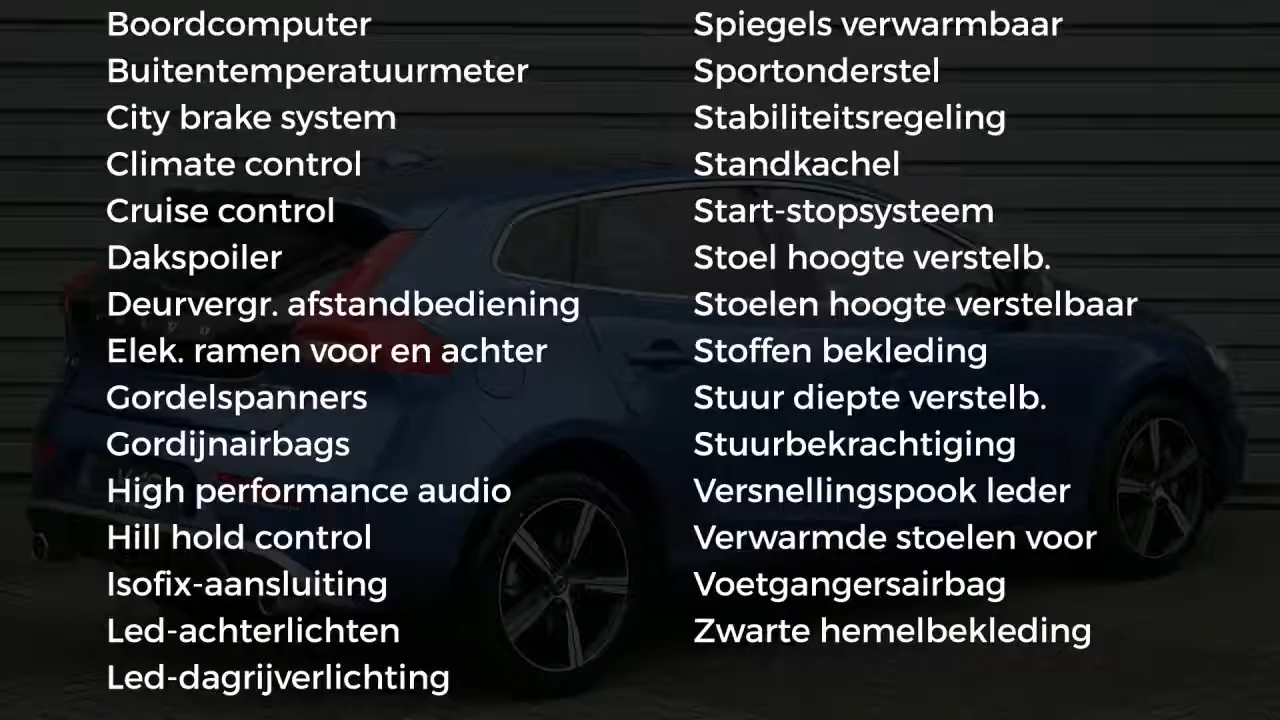 Boordcomputer
Buitentemperatuurmeter
City brake system
Climate control
Cruise control
Dakspoiler
Deurvergr. afstandbediening
Elek. ramen voor en achter
Gordelspanners
Gordijnairbags
High performance audio
Hill hold control
Isofix-aansluiting
Led-achterlichten
Led-dagrijverlichting
Spiegels verwarmbaar
Sportonderstel
Stabiliteitsregeling
Standkachel
Start-stopsysteem
Stoel hoogte verstelb.
Stoelen hoogte verstelbaar
Stoffen bekleding
Stuur diepte verstelb.
Stuurbekrachtiging
Versnellingspook leder
Verwarmde stoelen voor
Voetgangersairbag
Zwarte hemelbekleding